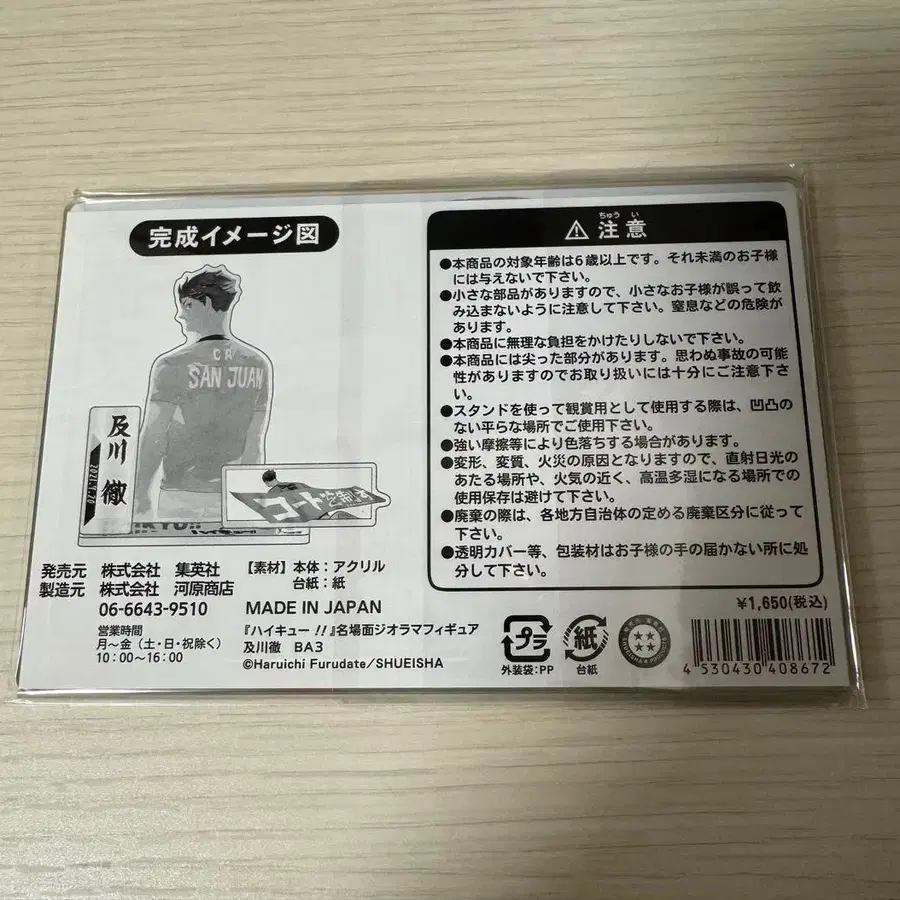 完成イメージ図
CA
SAN JUAN
及川 徹
2021.4.20
コート
ちゅうい
⚠ 注意
●本商品の対象年齢は6歳以上です。それ未満のお子様
には与えないで下さい。
●小さな部品がありますので、小さなお子様が誤って飲
み込まないように注意して下さい。窒息などの危険が
あります。
●本商品に無理な負担をかけたりしないで下さい。
●本商品には尖った部分があります。思わぬ事故の可能
性がありますのでお取り扱いには十分にご注意下さ
い。
●スタンドを使って観賞用として使用する際は、凹凸の
ない平らな場所でご使用下さい。
●強い摩擦等により色落ちする場合があります。
●変形、変質、火災の原因となりますので、直射日光の
あたる場所や、火気の近く、高温多湿になる場所での
使用保存は避けて下さい。
●廃棄の際は、各地方自治体の定める廃棄区分に従って
下さい。
●透明カバー等、包装材はお子様の手の届かない所に処
分して下さい。
発売元 株式会社 集英社
製造元 株式会社 河原商店
06-6643-9510
営業時間
月～金（土・日・祝除く）
10：00～16：00
【素材】本体：アクリル
台紙：紙
MADE IN JAPAN
『ハイキュー!!』名場面ジオラマフィギュア
及川徹 BA3
©Haruichi Furudate/SHUEISHA
プラ
外装袋:PP
紙
台紙
¥1,650(税込)
4 530430 408672